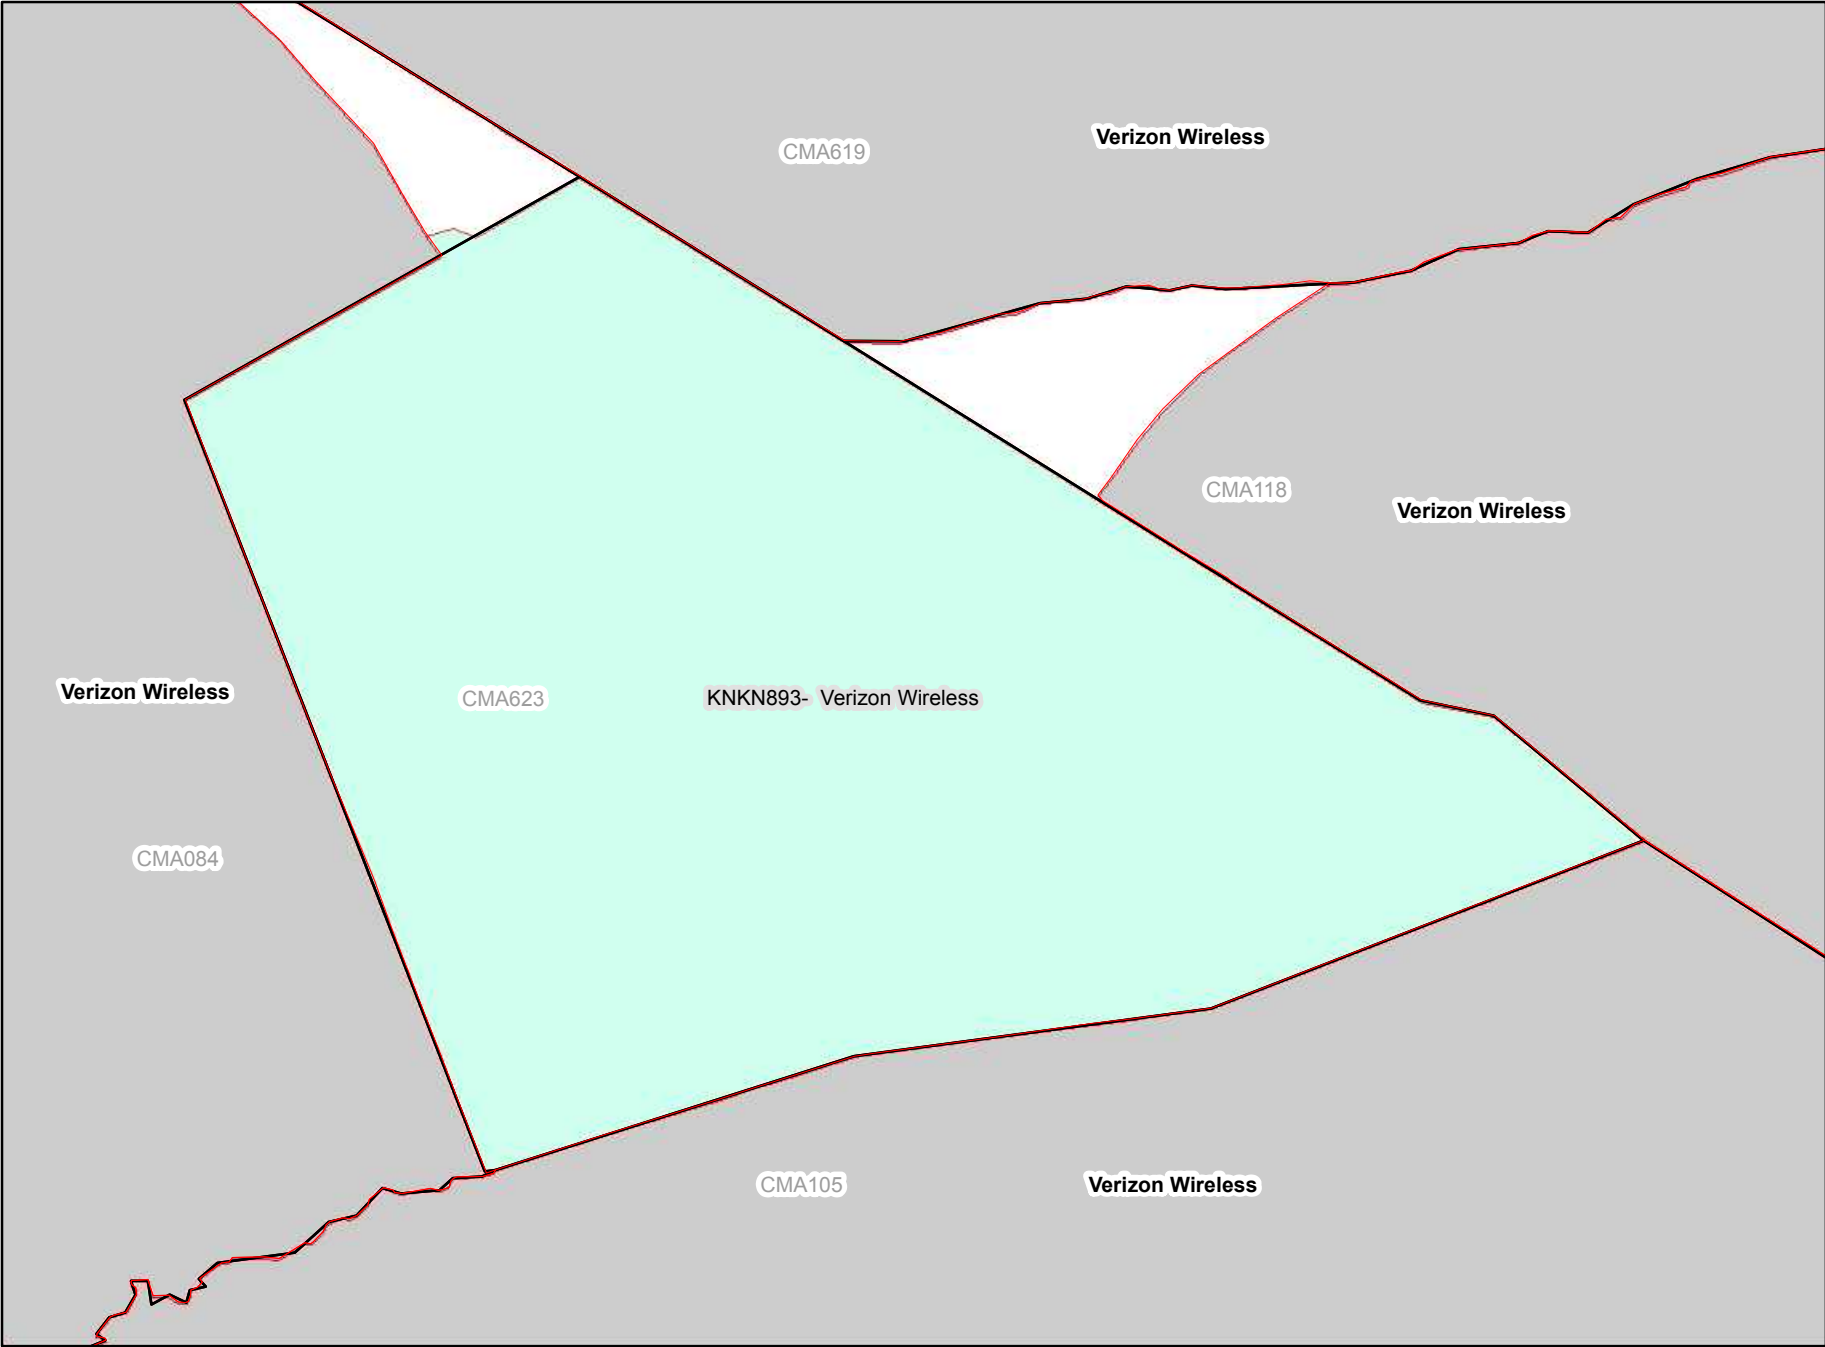 Verizon Wireless
CMA619
CMA118
Verizon Wireless
Verizon Wireless
CMA623
KNKN893- Verizon Wireless
CMA084
CMA105
Verizon Wireless